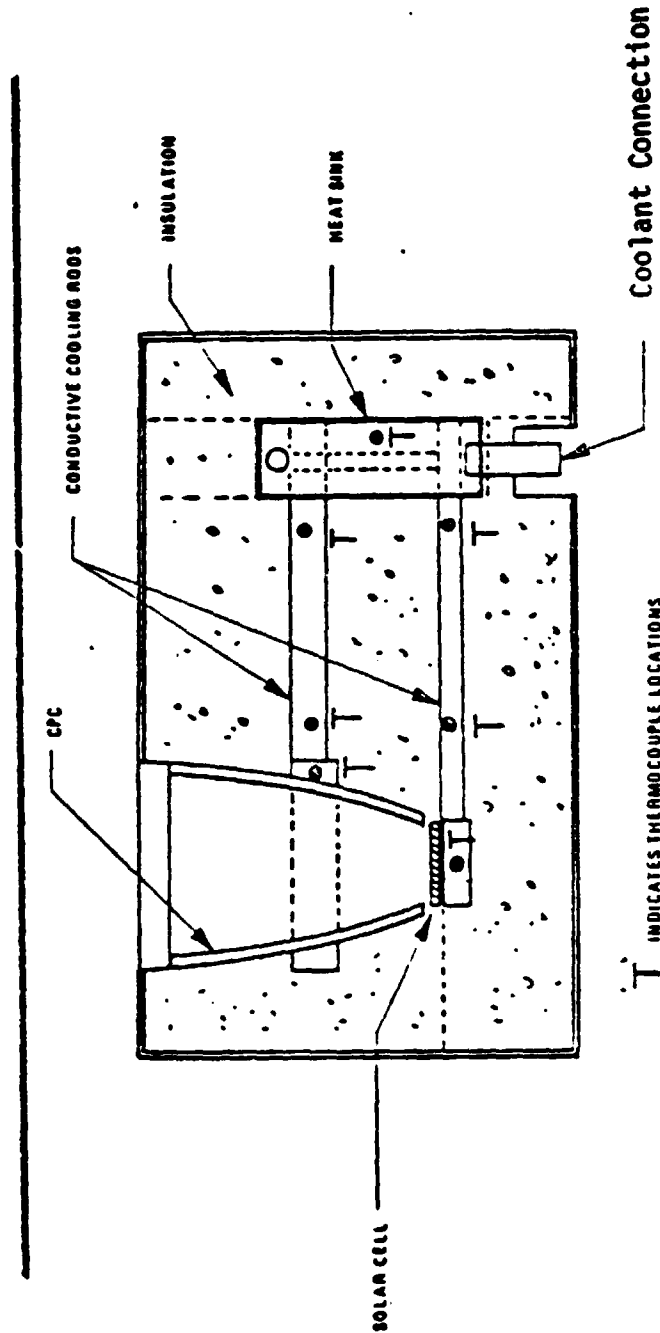 CPC
CONDUCTIVE COOLING RODS
INSULATION
HEAT SINK
T
T
T
T
T
T
T
SOLAR CELL
Coolant Connection
T INDICATES THERMOCOUPLE LOCATIONS